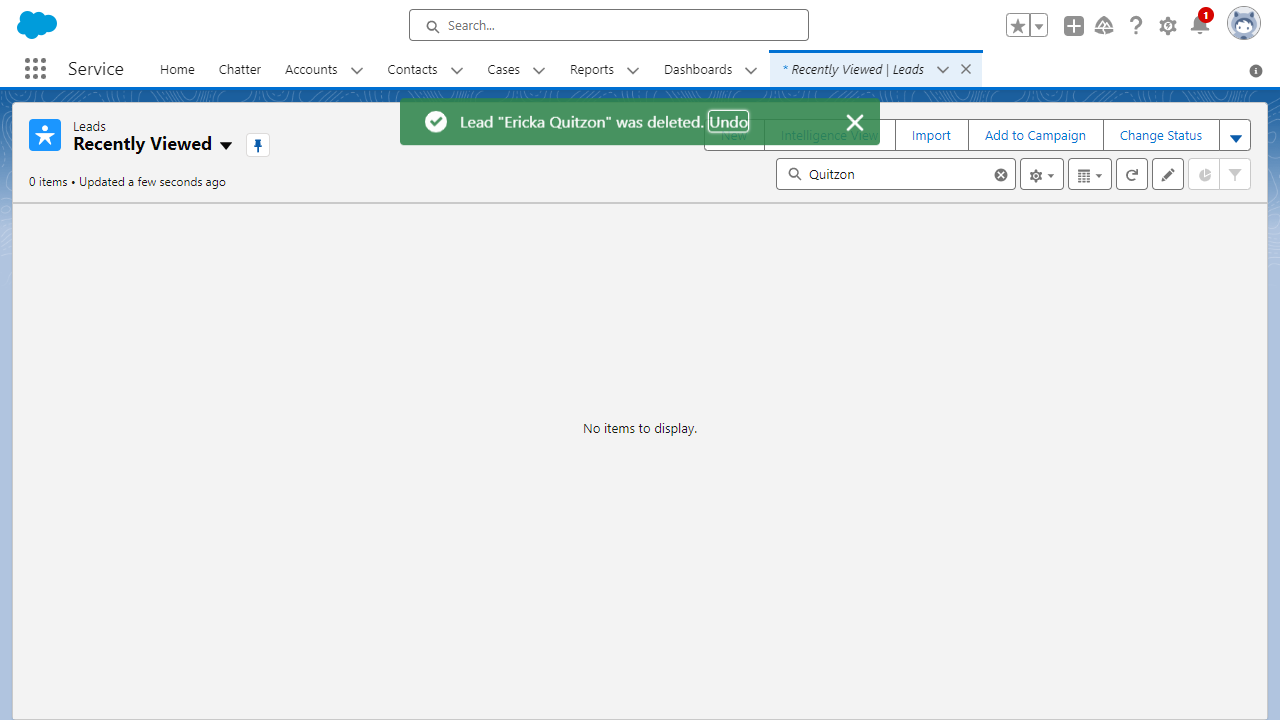 Search...
1
Service
Home
Chatter
Accounts
Contacts
Cases
Reports
Dashboards
* Recently Viewed | Leads
Lead "Ericka Quitzon" was deleted. Undo
Leads
Recently Viewed
New
Intelligence View
Import
Add to Campaign
Change Status
0 items • Updated a few seconds ago
Quitzon
No items to display.